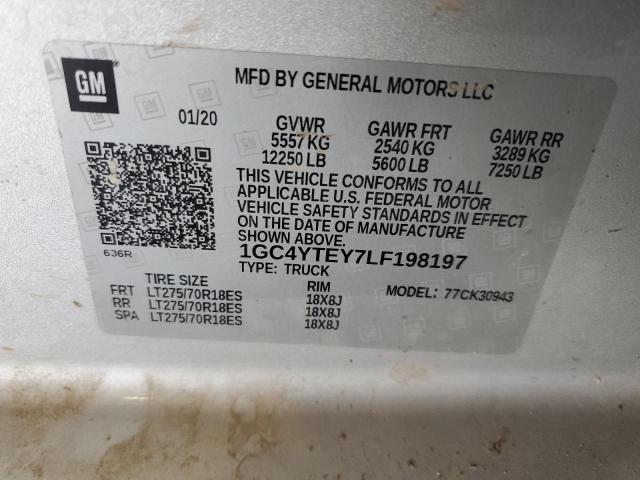 GM
MFD BY GENERAL MOTORS LLC
01/20
GVWR GAWR FRT GAWR RR
5557 KG 2540 KG 3289 KG
12250 LB 5600 LB 7250 LB
THIS VEHICLE CONFORMS TO ALL
APPLICABLE U.S. FEDERAL MOTOR
VEHICLE SAFETY STANDARDS IN EFFECT
ON THE DATE OF MANUFACTURE
SHOWN ABOVE.
636R
1GC4YTEY7LF198197
TYPE: TRUCK
TIRE SIZE RIM MODEL: 77CK30943
FRT LT275/70R18ES 18X8J
RR LT275/70R18ES 18X8J
SPA LT275/70R18ES 18X8J